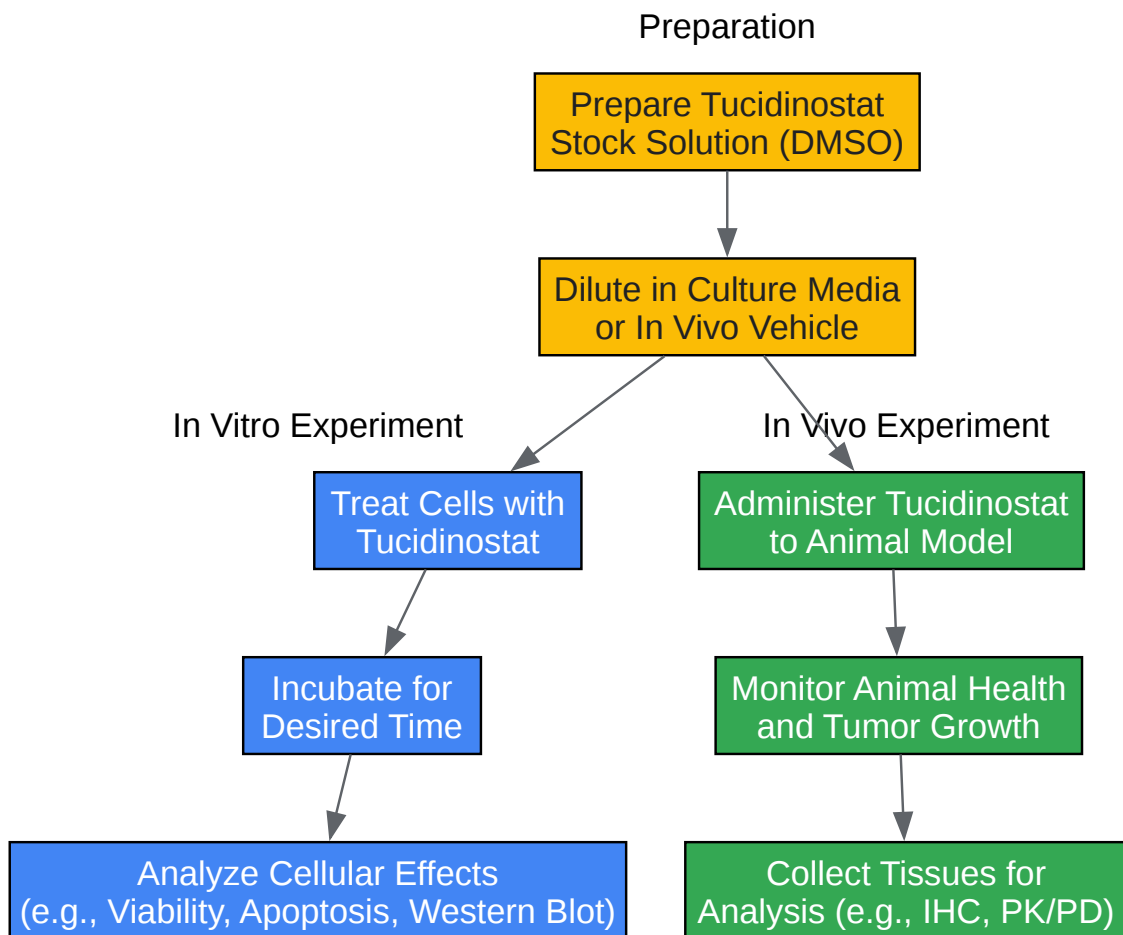 Preparation
Prepare Tucidinostat
Stock Solution (DMSO)
Dilute in Culture Media
or In Vivo Vehicle
In Vitro Experiment
Treat Cells with
Tucidinostat
Incubate for
Desired Time
Analyze Cellular Effects
(e.g., Viability, Apoptosis, Western Blot)
In Vivo Experiment
Administer Tucidinostat
to Animal Model
Monitor Animal Health
and Tumor Growth
Collect Tissues for
Analysis (e.g., IHC, PK/PD)